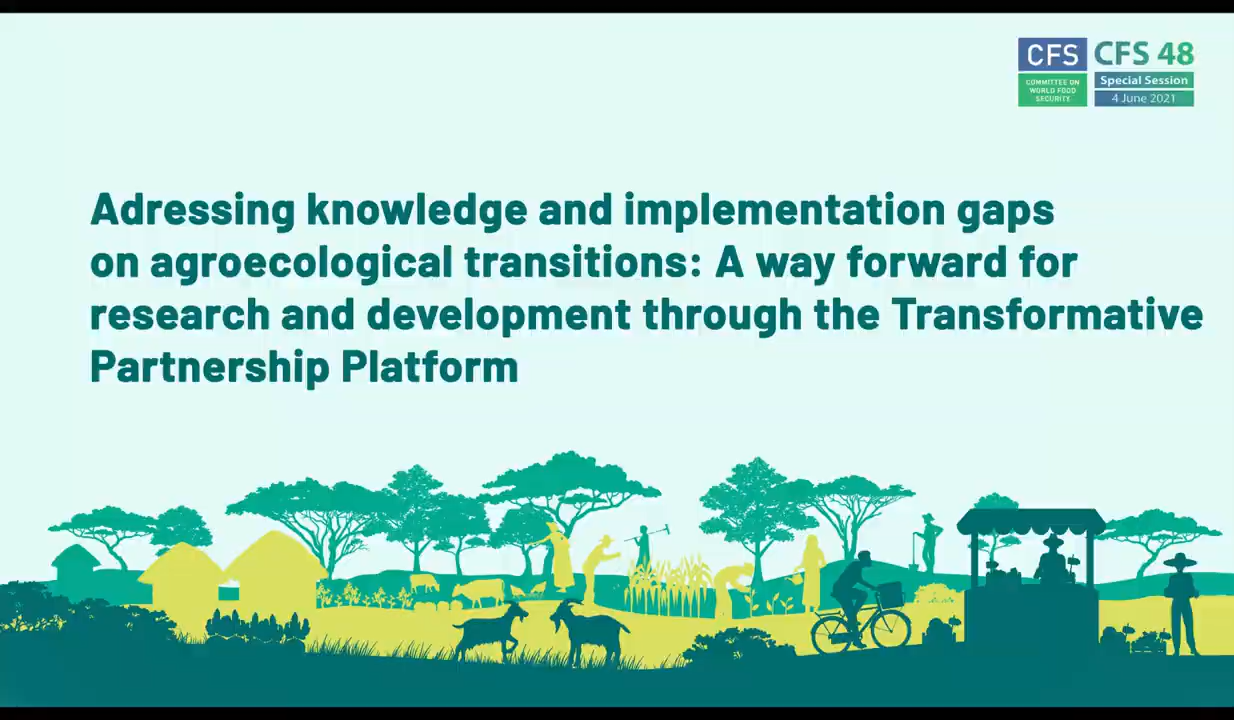 CFS
COMMITTEE ON
WORLD FOOD
SECURITY
CFS 48
Special Session
4 June 2021
Adressing knowledge and implementation gaps
on agroecological transitions: A way forward for
research and development through the Transformative
Partnership Platform